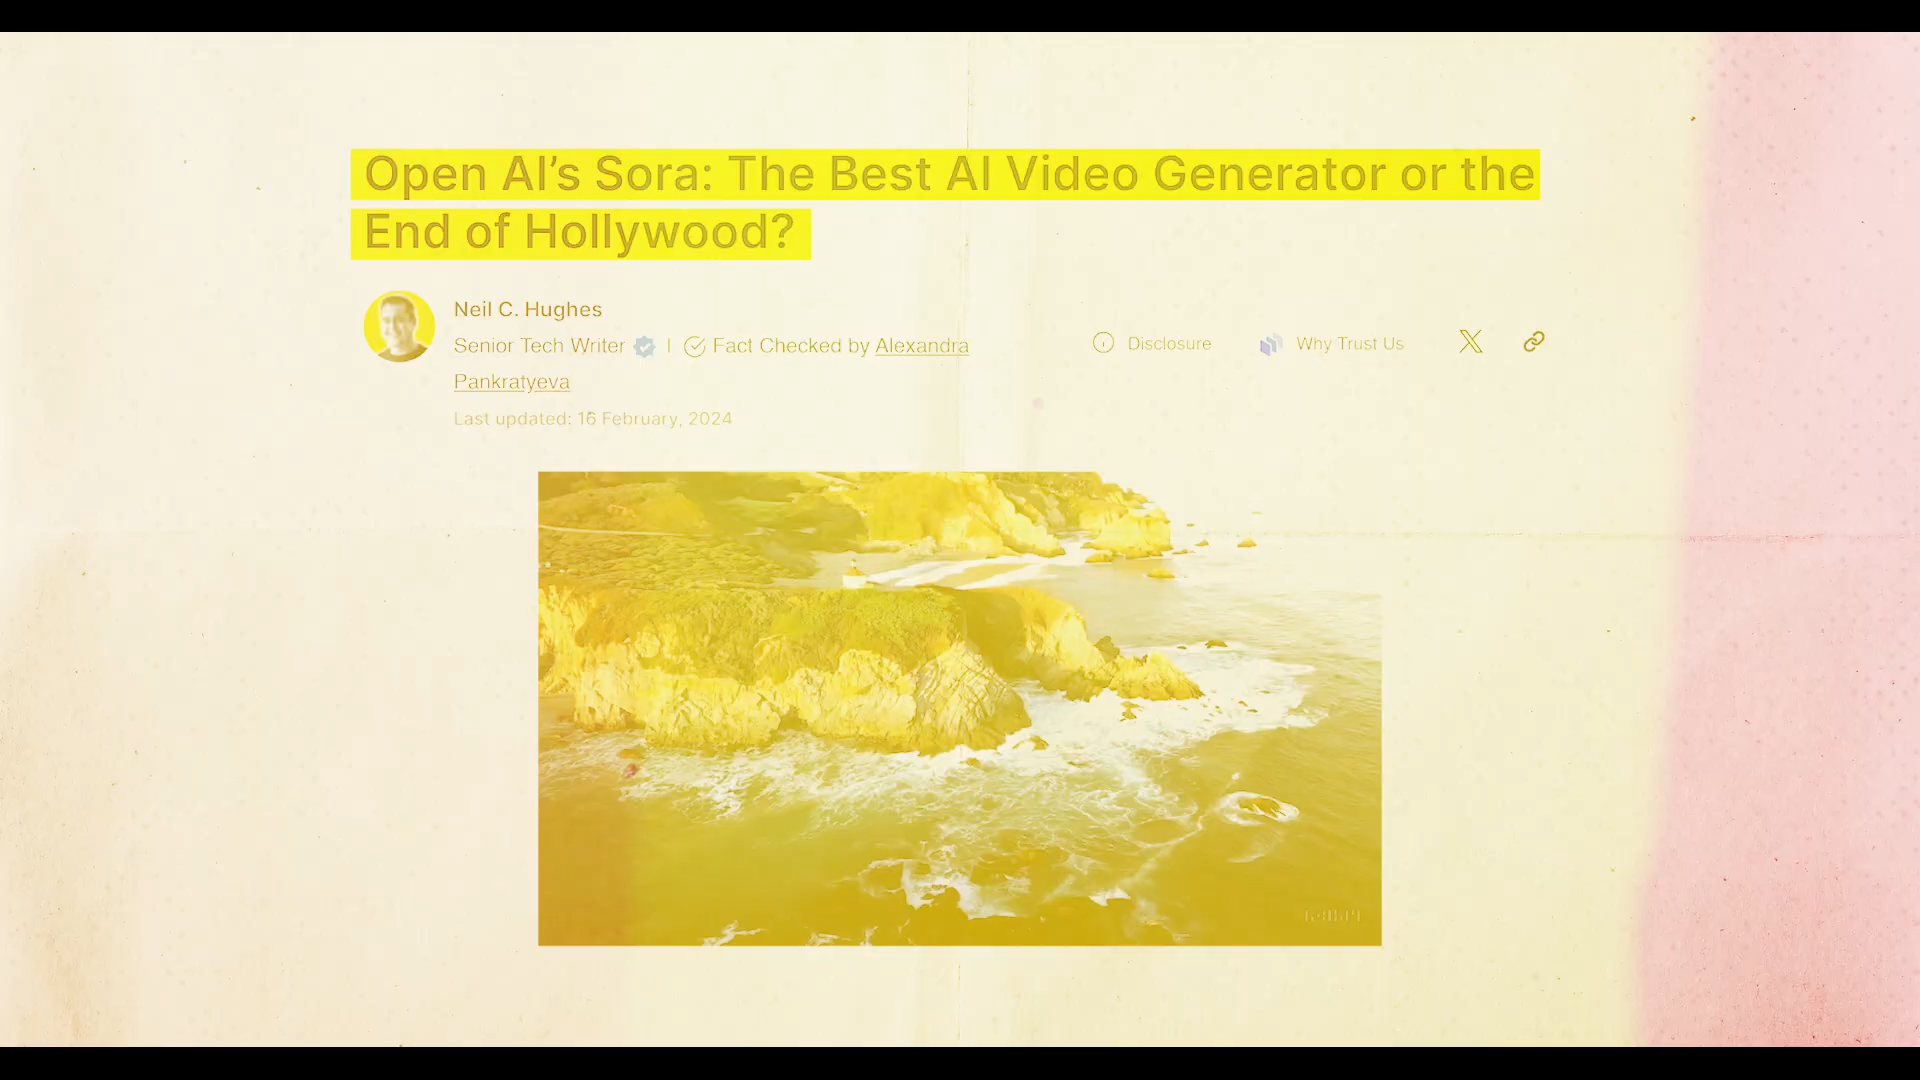 Open AI’s Sora: The Best AI Video Generator or the
End of Hollywood?
Neil C. Hughes
Senior Tech Writer | Fact Checked by Alexandra
Pankratyeva
Disclosure
Why Trust Us
Last updated: 16 February, 2024